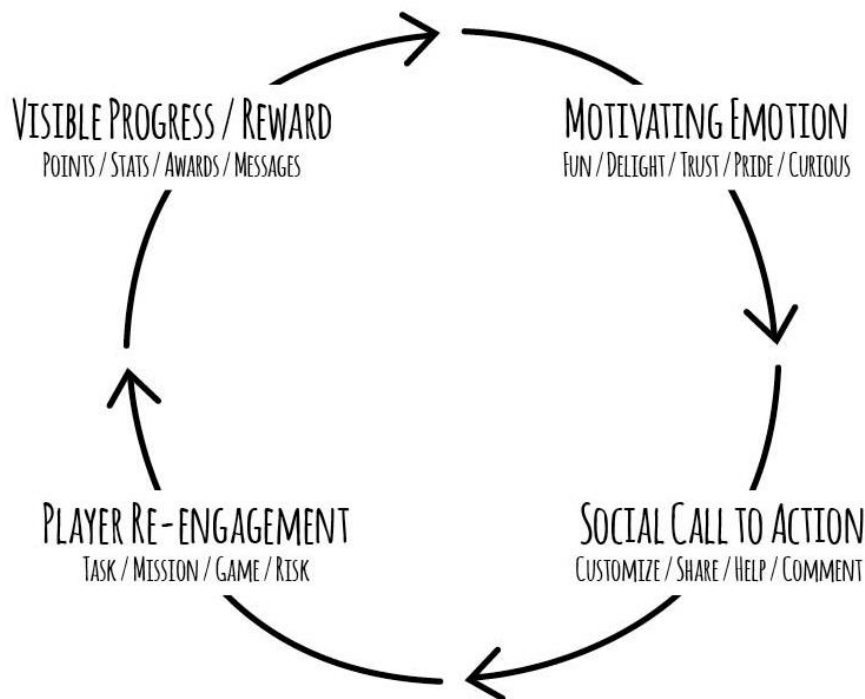 Visible Progress / Reward
Points / Stats / Awards / Messages
Motivating Emotion
Fun / Delight / Trust / Pride / Curious
Social Call to Action
Customize / Share / Help / Comment
Player Re-engagement
Task / Mission / Game / Risk